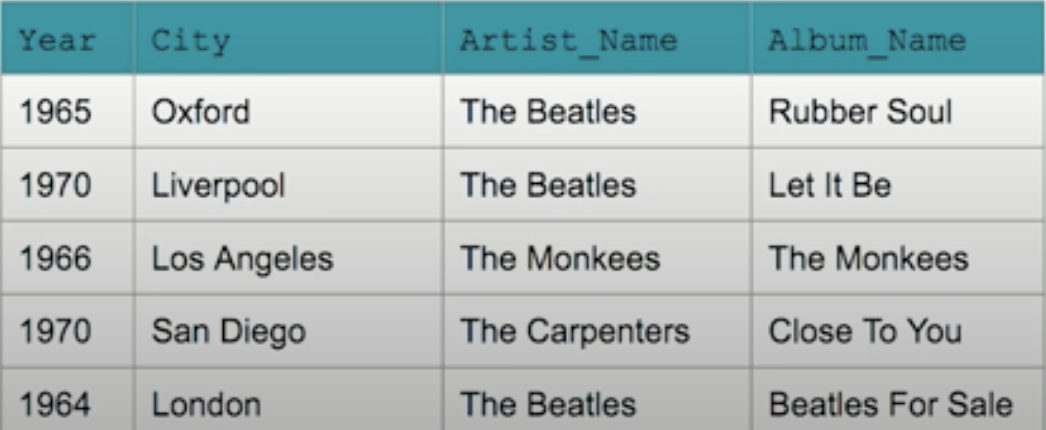 Year City Artist_Name Album_Name
1965 Oxford The Beatles Rubber Soul
1970 Liverpool The Beatles Let It Be
1966 Los Angeles The Monkees The Monkees
1970 San Diego The Carpenters Close To You
1964 London The Beatles Beatles For Sale